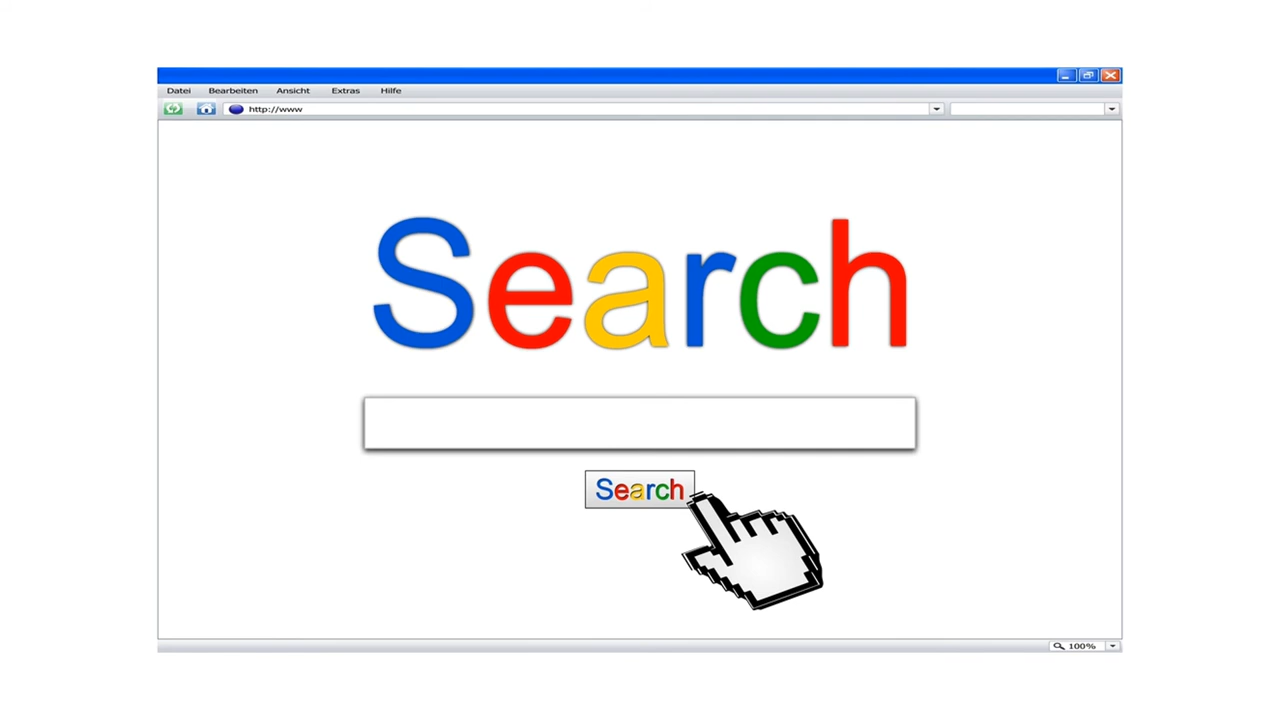 Datei Bearbeiten Ansicht Extras Hilfe
http://www
Search
Search
100%